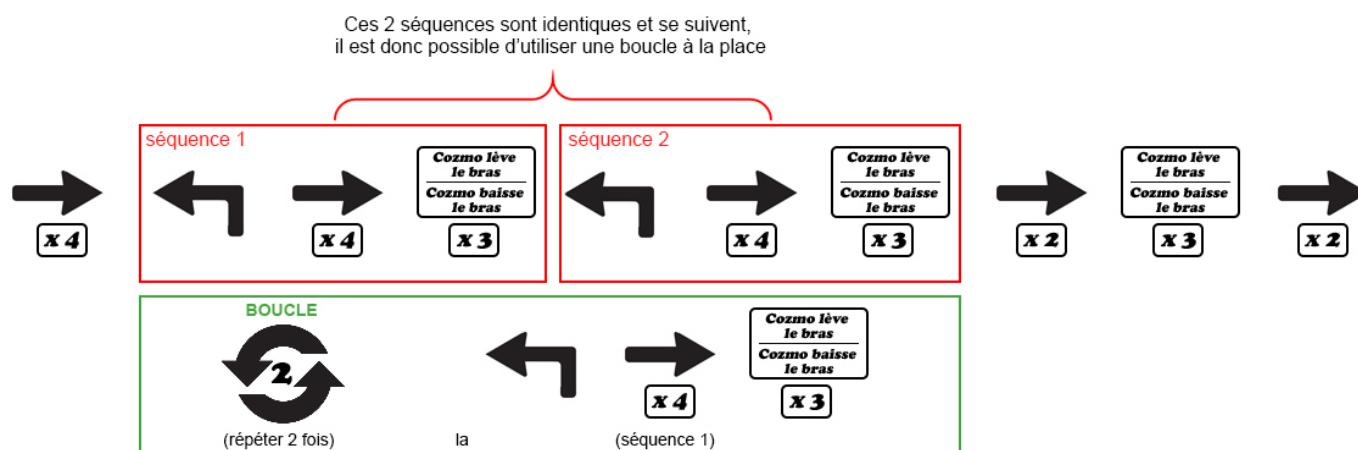 Ces 2 séquences sont identiques et se suivent,
il est donc possible d'utiliser une boucle à la place
séquence 1
séquence 2
Cozmo lève
le bras
Cozmo baisse
le bras
Cozmo lève
le bras
Cozmo baisse
le bras
Cozmo lève
le bras
Cozmo baisse
le bras
x 4
x 4
x 3
x 4
x 3
x 2
x 3
x 2
BOUCLE
2
Cozmo lève
le bras
Cozmo baisse
le bras
x 4
x 3
(répéter 2 fois) la (séquence 1)